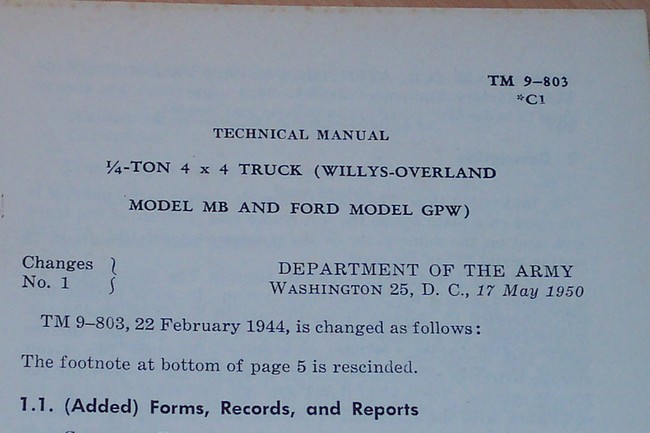 TM 9–803
*C1
TECHNICAL MANUAL
¼-TON 4 x 4 TRUCK (WILLYS-OVERLAND
MODEL MB AND FORD MODEL GPW)
Changes } DEPARTMENT OF THE ARMY
No. 1 } WASHINGTON 25, D. C., 17 May 1950
TM 9–803, 22 February 1944, is changed as follows:
The footnote at bottom of page 5 is rescinded.
1.1. (Added) Forms, Records, and Reports